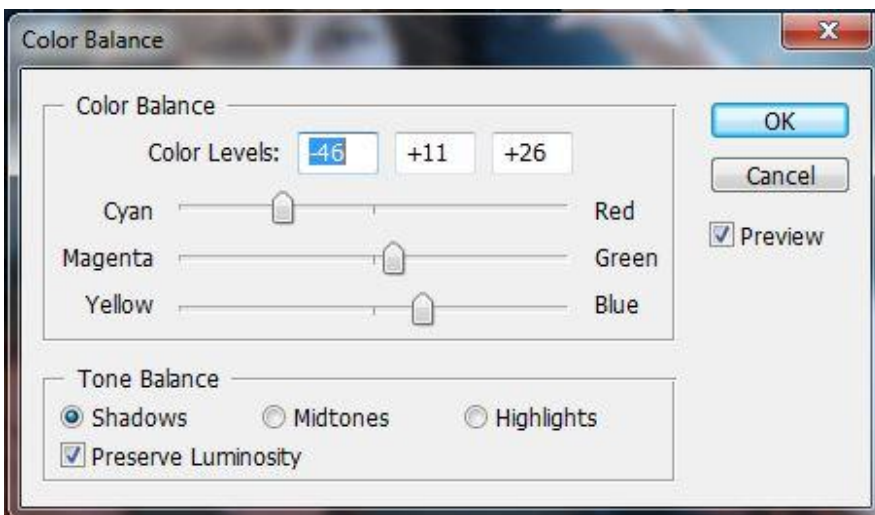 Color Balance
Color Balance
Color Levels: -46 +11 +26
Cyan Red
Magenta Green
Yellow Blue
OK
Cancel
Preview
Tone Balance
Shadows Midtones Highlights
Preserve Luminosity